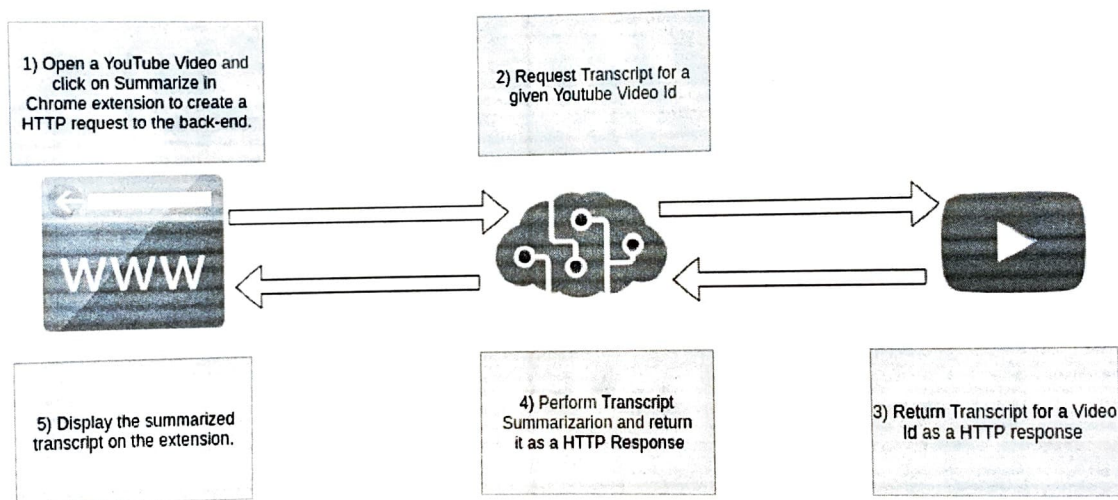 1) Open a YouTube Video and
click on Summarize in
Chrome extension to create a
HTTP request to the back-end.
2) Request Transcript for a
given Youtube Video Id
WWW
5) Display the summarized
transcript on the extension.
4) Perform Transcript
Summarizarion and return
it as a HTTP Response
3) Return Transcript for a Video
Id as a HTTP response